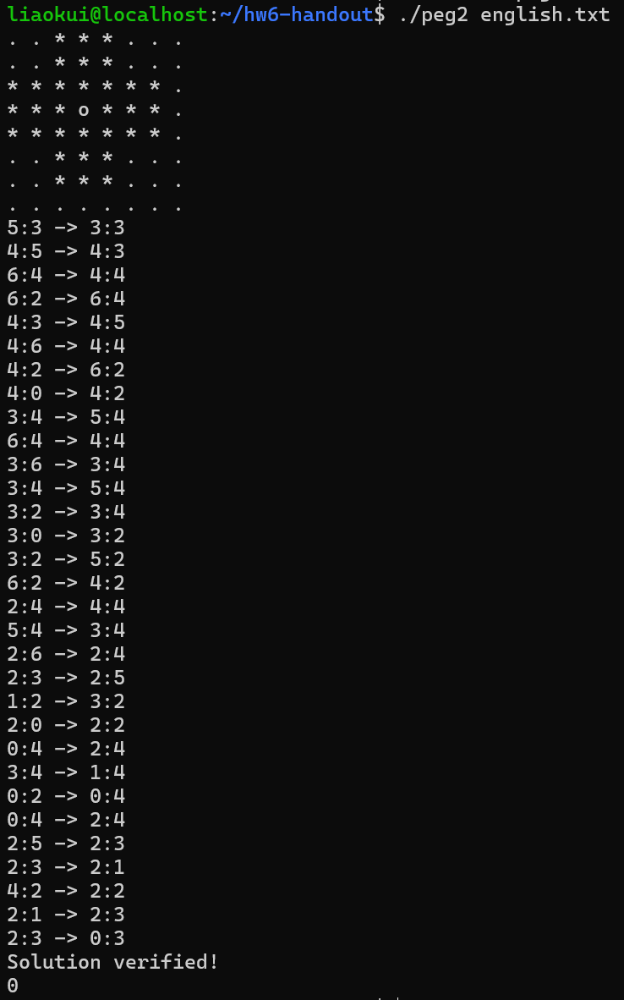 liaokui@localhost:~/hw6-handout$ ./peg2 english.txt
. . * * * . . .
. . * * * . . .
* * * * * * * .
* * * o * * * .
* * * * * * * .
. . * * * . . .
. . * * * . . .
. . . . . . . .
5:3 -> 3:3
4:5 -> 4:3
6:4 -> 4:4
6:2 -> 6:4
4:3 -> 4:5
4:6 -> 4:4
4:2 -> 6:2
4:0 -> 4:2
3:4 -> 5:4
6:4 -> 4:4
3:6 -> 3:4
3:4 -> 5:4
3:2 -> 3:4
3:0 -> 3:2
3:2 -> 5:2
6:2 -> 4:2
2:4 -> 4:4
5:4 -> 3:4
2:6 -> 2:4
2:3 -> 2:5
1:2 -> 3:2
2:0 -> 2:2
0:4 -> 2:4
3:4 -> 1:4
0:2 -> 0:4
0:4 -> 2:4
2:5 -> 2:3
2:3 -> 2:1
4:2 -> 2:2
2:1 -> 2:3
2:3 -> 0:3
Solution verified!
0